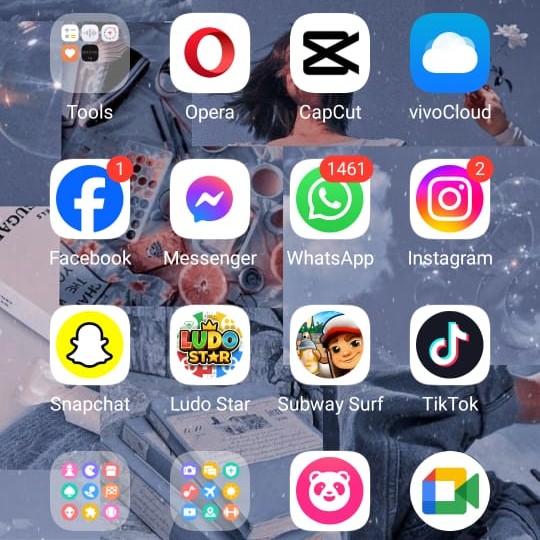 Tools Opera CapCut vivoCloud
1 1461 2
Facebook Messenger WhatsApp Instagram
LUDO
STAR
Snapchat Ludo Star Subway Surf TikTok